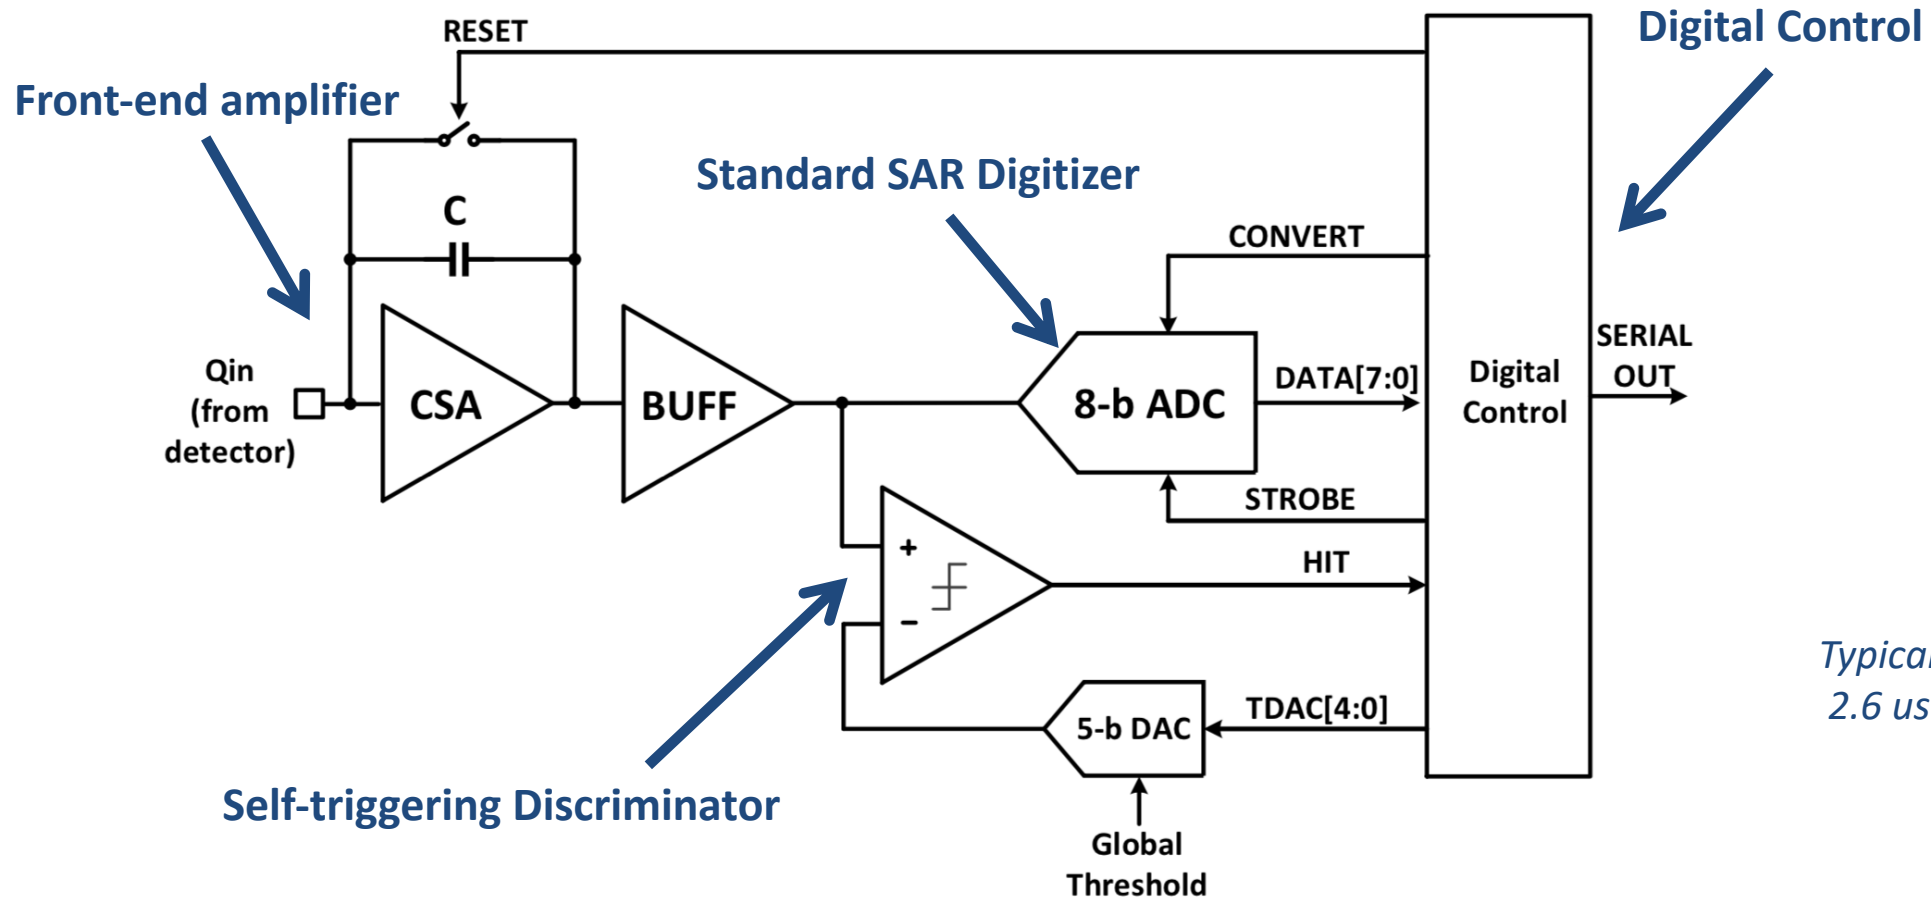 RESET
Digital Control
Front-end amplifier
Standard SAR Digitizer
C
CONVERT
SERIAL
OUT
Qin
(from
detector)
CSA
BUFF
8-b ADC
DATA[7:0]
Digital
Control
STROBE
+
HIT
−
Typical
2.6 us
5-b DAC
TDAC[4:0]
Self-triggering Discriminator
Global
Threshold